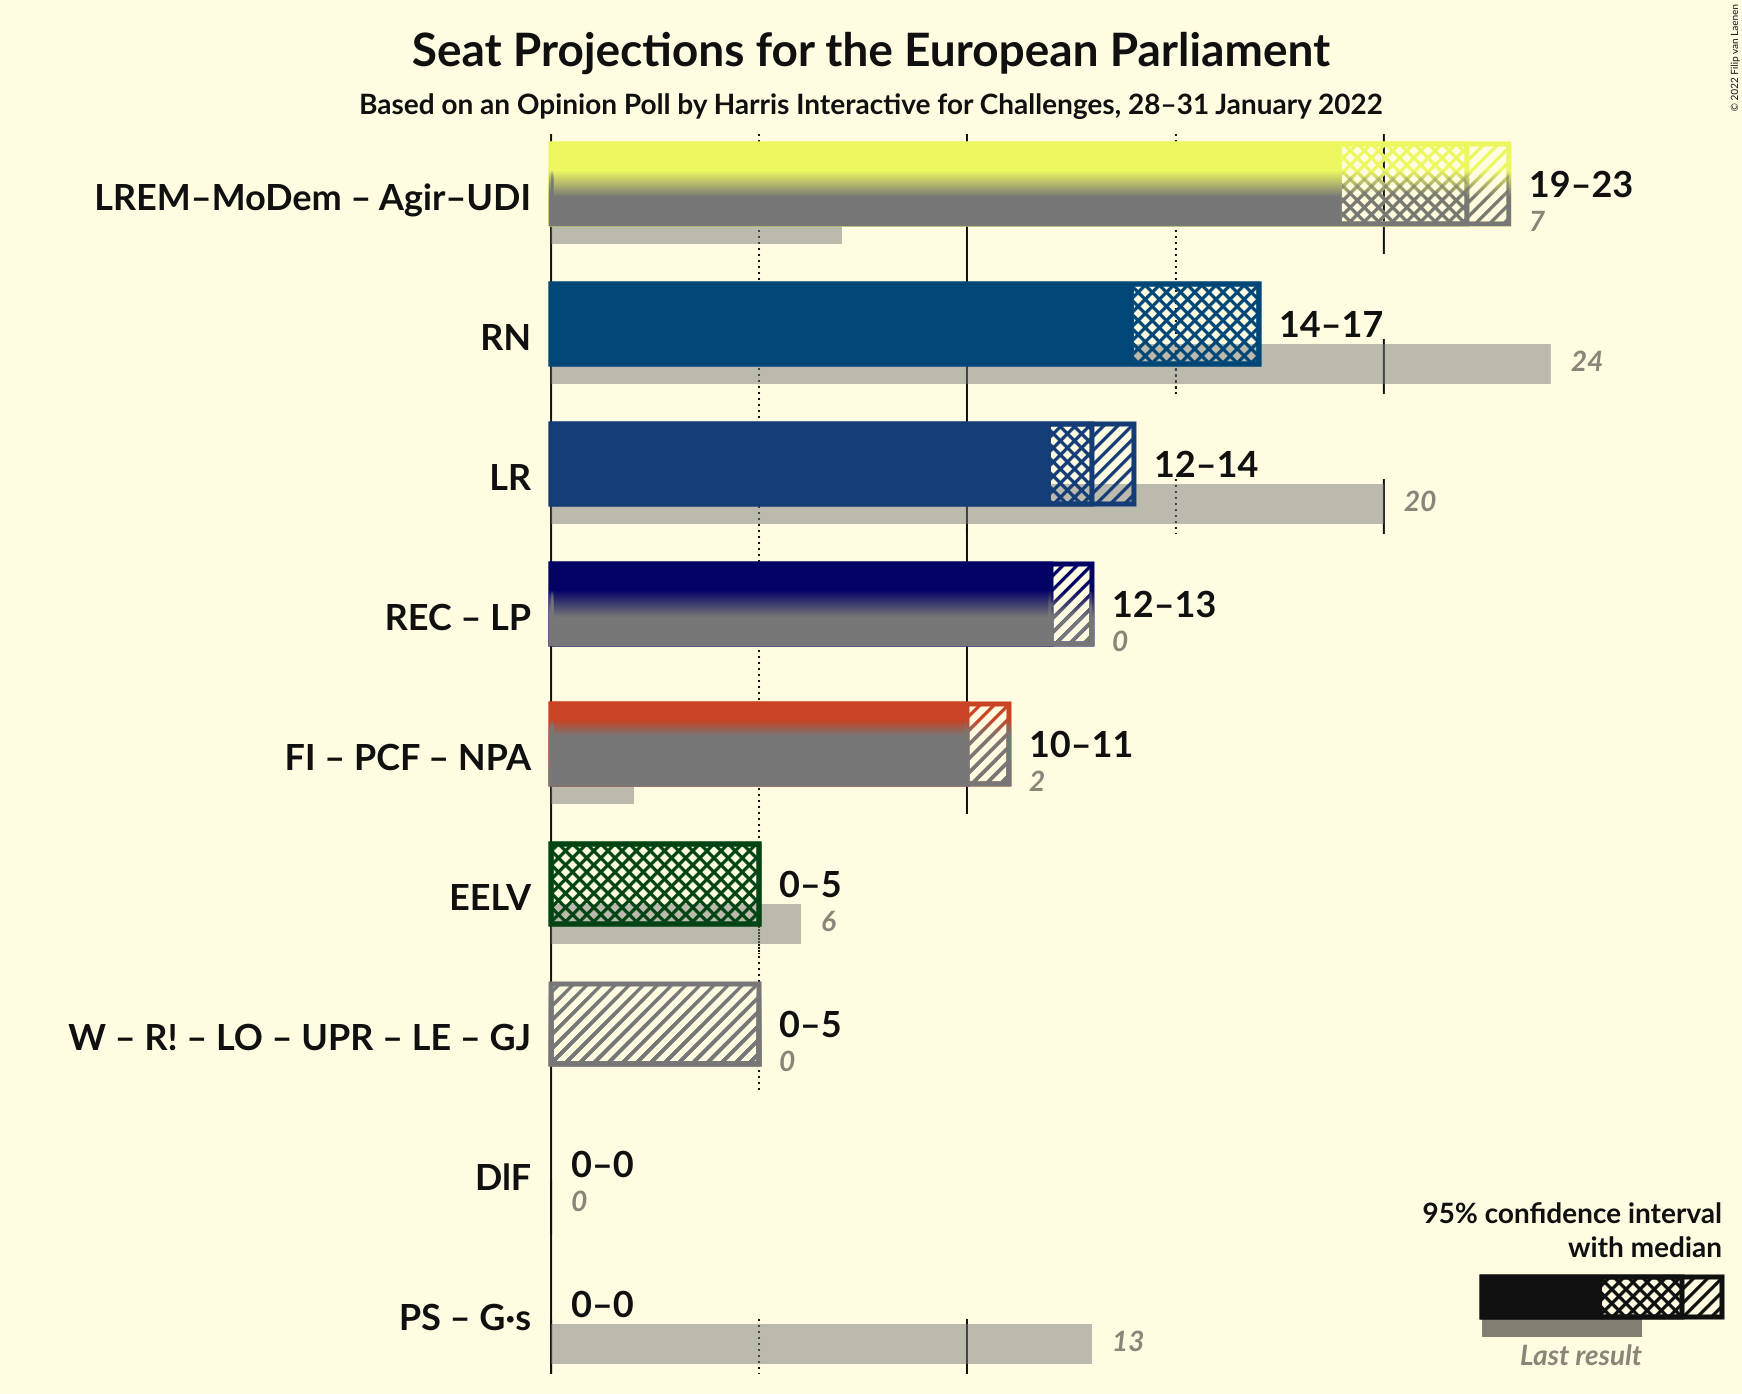 Seat Projections for the European Parliament
Based on an Opinion Poll by Harris Interactive for Challenges, 28–31 January 2022
© 2022 Filip van Laenen
LREM–MoDem – Agir–UDI
19–23
7
RN
14–17
24
LR
12–14
20
REC – LP
12–13
0
FI – PCF – NPA
10–11
2
EELV
0–5
6
W – R! – LO – UPR – LE – GJ
0–5
0
DlF
0–0
0
PS – G·s
0–0
13
95% confidence interval
with median
Last result